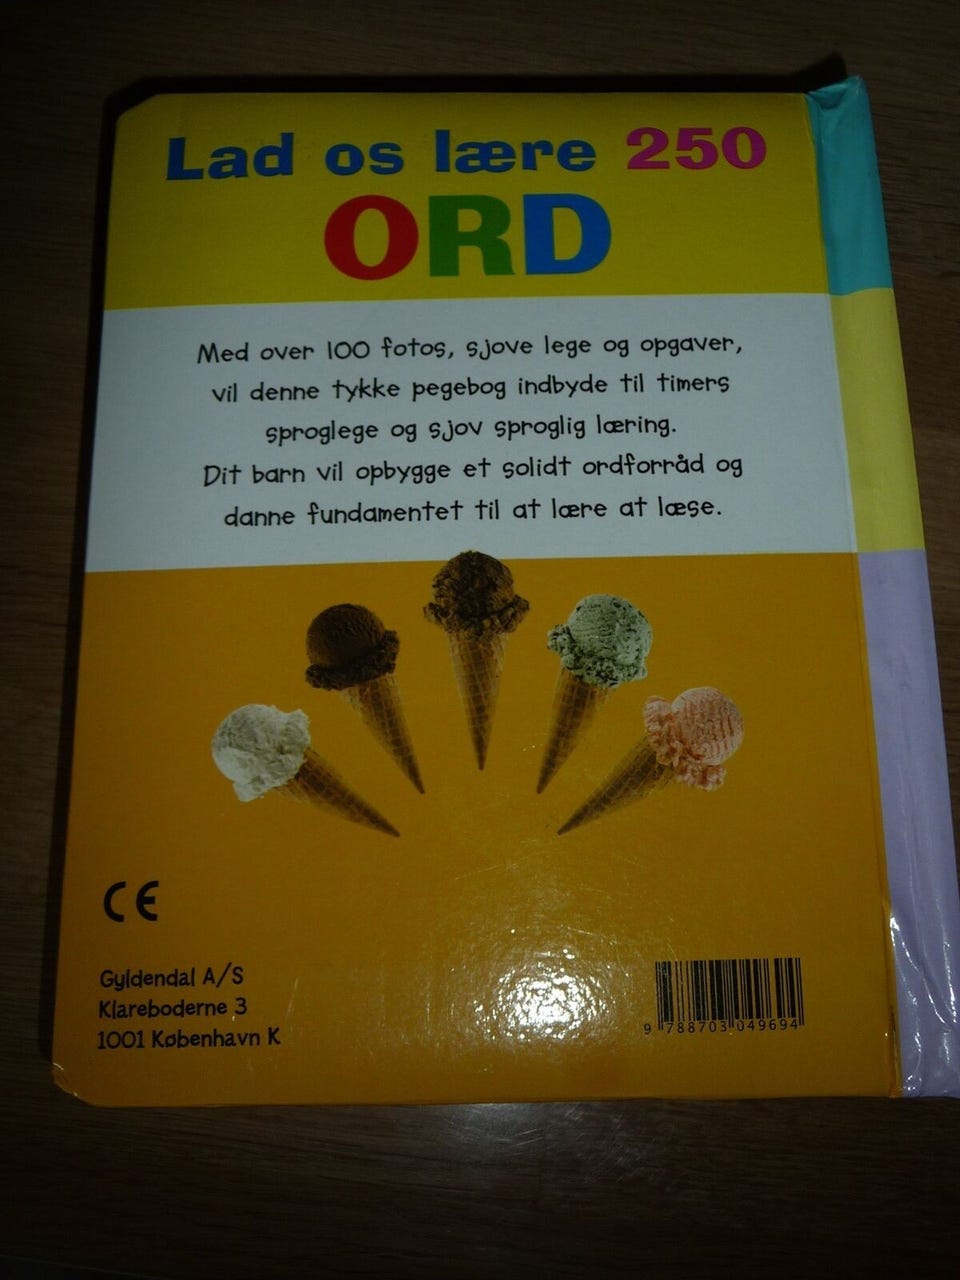 Lad os lære 250
ORD
Med over 100 fotos, sjove lege og opgaver,
vil denne tykke pegebog indbyde til timers
sproglege og sjov sproglig læring.
Dit barn vil opbygge et solidt ordforråd og
danne fundamentet til at lære at læse.
CE
Gyldendal A/S
Klareboderne 3
1001 København K
9 788703 049694